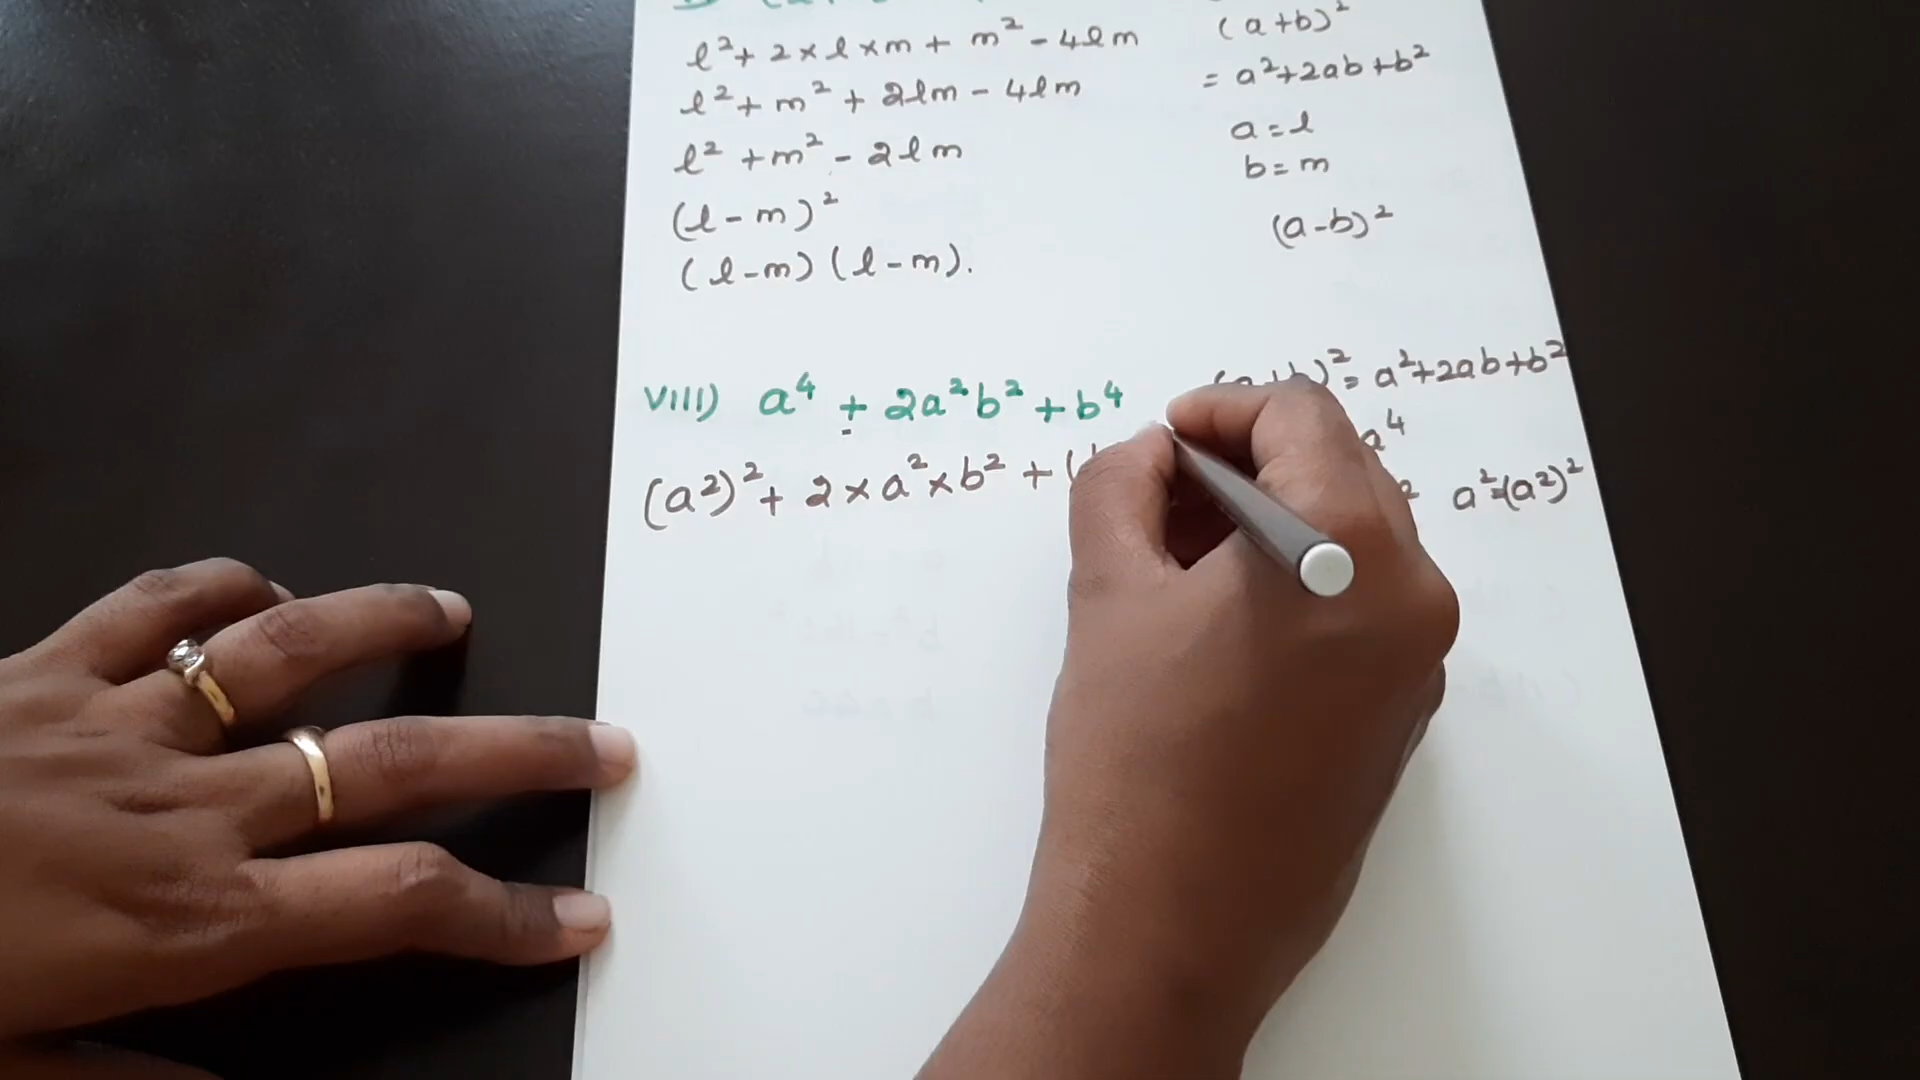 l²+ 2 × l × m + m² - 4lm
l² + m² + 2lm - 4lm
l² + m² - 2lm
(l - m)²
(l - m) (l - m).
(a+b)²
= a²+2ab+b²
a = l
b = m
(a-b)²
VIII) a⁴ + 2a²b² + b⁴
(a²)² + 2 × a² × b² + (
)² = a²+2ab+b²
a⁴
a²=(a²)²